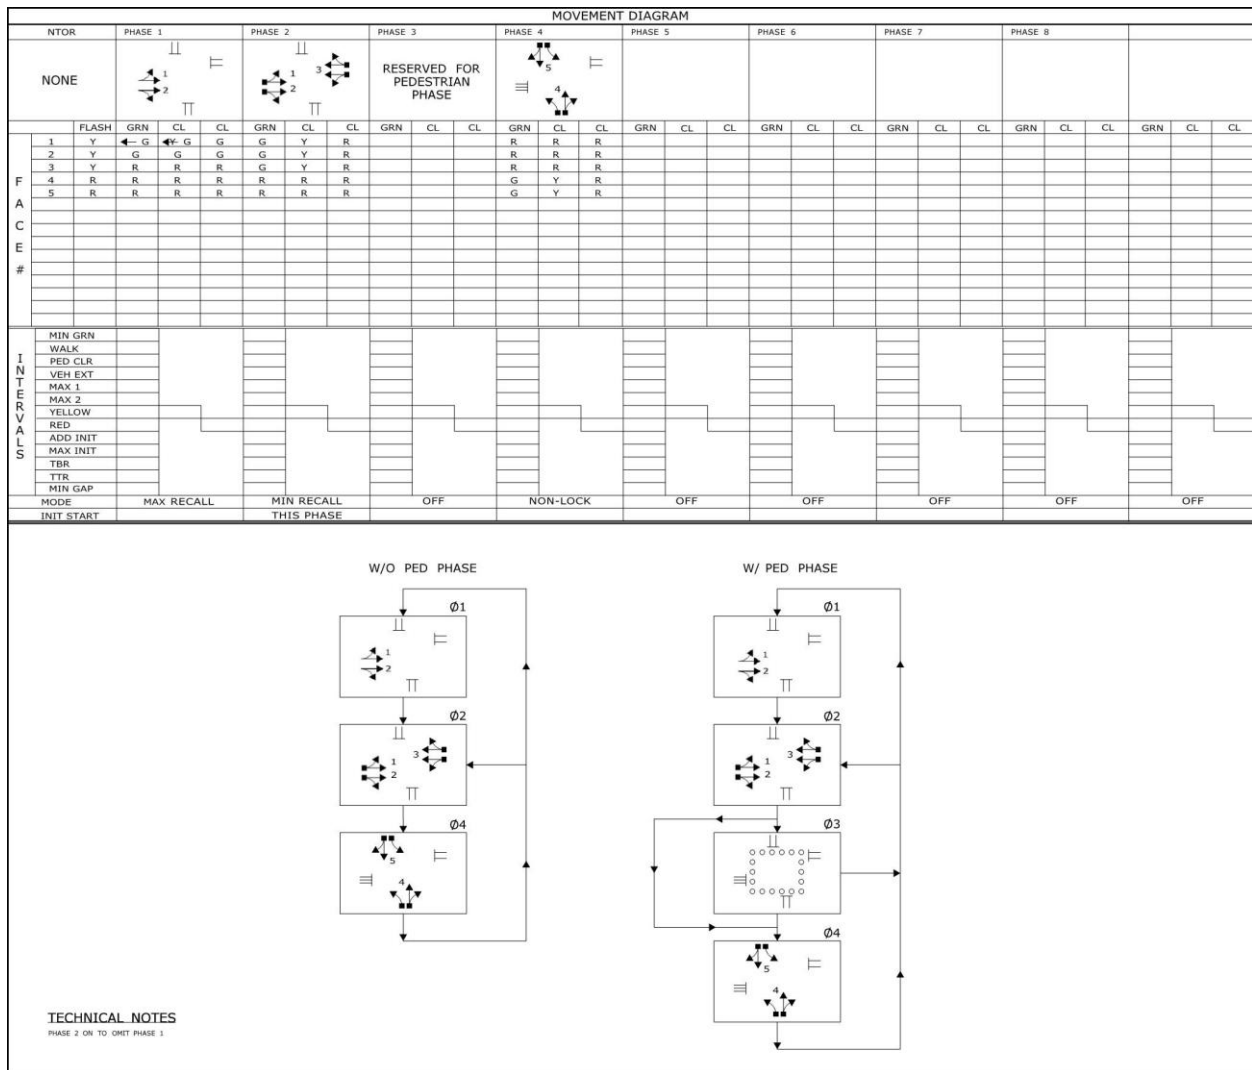 MOVEMENT DIAGRAM
NTOR PHASE 1 PHASE 2 PHASE 3 PHASE 4 PHASE 5 PHASE 6 PHASE 7 PHASE 8
NONE 1 2 1 2 3 RESERVED FOR PEDESTRIAN PHASE 5 4
FLASH GRN CL CL GRN CL CL GRN CL CL GRN CL CL GRN CL CL GRN CL CL GRN CL CL GRN CL CL GRN CL CL
FACE #
1 Y G Y G G G Y R R R R
2 Y G G G G Y R R R R
3 Y R R R G Y R R R R
4 R R R R R R R G Y R
5 R R R R R R R G Y R
INTERVALS
MIN GRN
WALK
PED CLR
VEH EXT
MAX 1
MAX 2
YELLOW
RED
ADD INIT
MAX INIT
TBR
TTR
MIN GAP
MODE MAX RECALL MIN RECALL OFF NON-LOCK OFF OFF OFF OFF OFF
INIT START THIS PHASE
W/O PED PHASE
Ø1
1
2
Ø2
3
1
2
Ø4
5
4
W/ PED PHASE
Ø1
1
2
Ø2
3
1
2
Ø3
Ø4
5
4
TECHNICAL NOTES
PHASE 2 ON TO OMIT PHASE 1